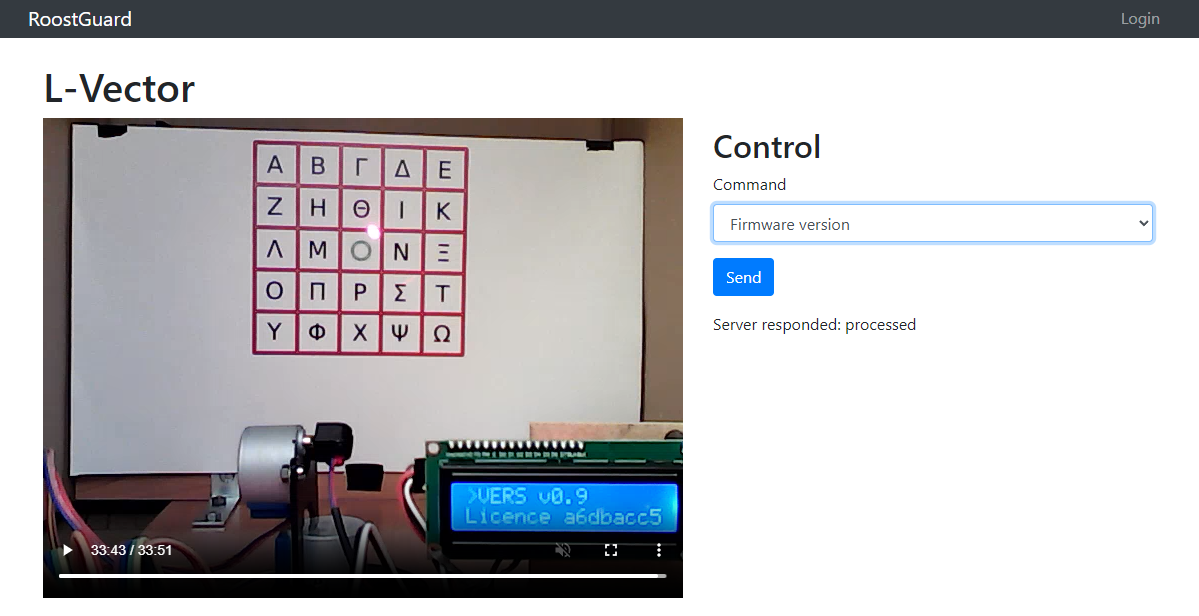 RoostGuard
Login
L-Vector
Α Β Γ Δ Ε
Ζ Η Θ Ι Κ
Λ Μ Ο Ν Ξ
Ο Π Ρ Σ Τ
Υ Φ Χ Ψ Ω
>VERS v0.9
Licence a6dbacc5
33:43 / 33:51
Control
Command
Firmware version
Send
Server responded: processed